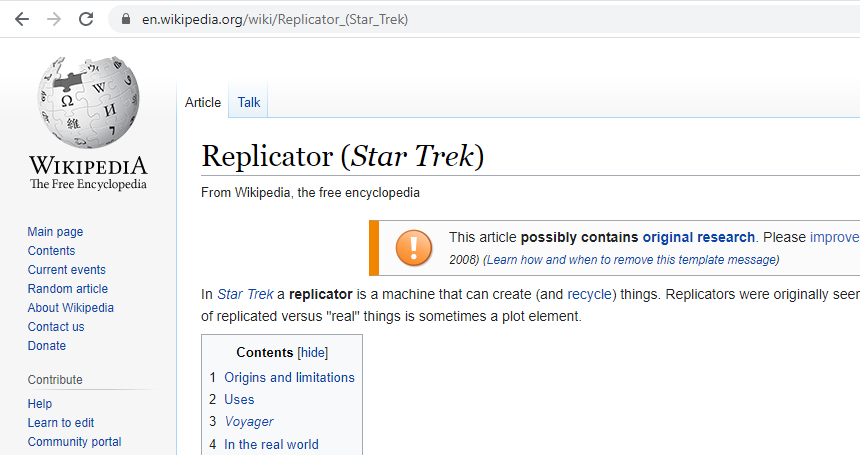 en.wikipedia.org/wiki/Replicator_(Star_Trek)
Ω W И 維 7
WIKIPEDIA
The Free Encyclopedia
Main page
Contents
Current events
Random article
About Wikipedia
Contact us
Donate
Contribute
Help
Learn to edit
Community portal
Article Talk
Replicator (Star Trek)
From Wikipedia, the free encyclopedia
!
This article possibly contains original research. Please improve
2008) (Learn how and when to remove this template message)
In Star Trek a replicator is a machine that can create (and recycle) things. Replicators were originally seen
of replicated versus "real" things is sometimes a plot element.
Contents [hide]
1 Origins and limitations
2 Uses
3 Voyager
4 In the real world